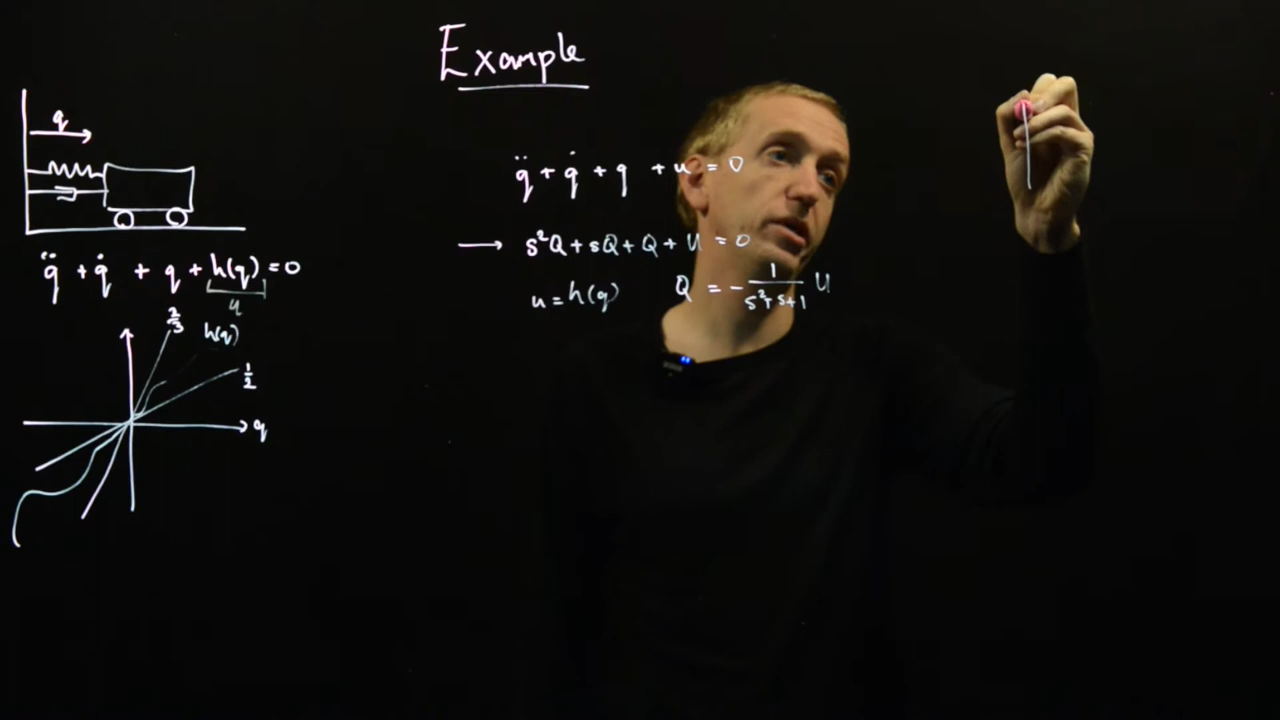 Example
q
q̈ + q̇ + q + h(q) = 0
u
2/3
h(q)
1/2
q
q̈ + q̇ + q + u = 0
→ s²Q + sQ + Q + U = 0
u = h(q) Q = - 1/(s²+s+1) U